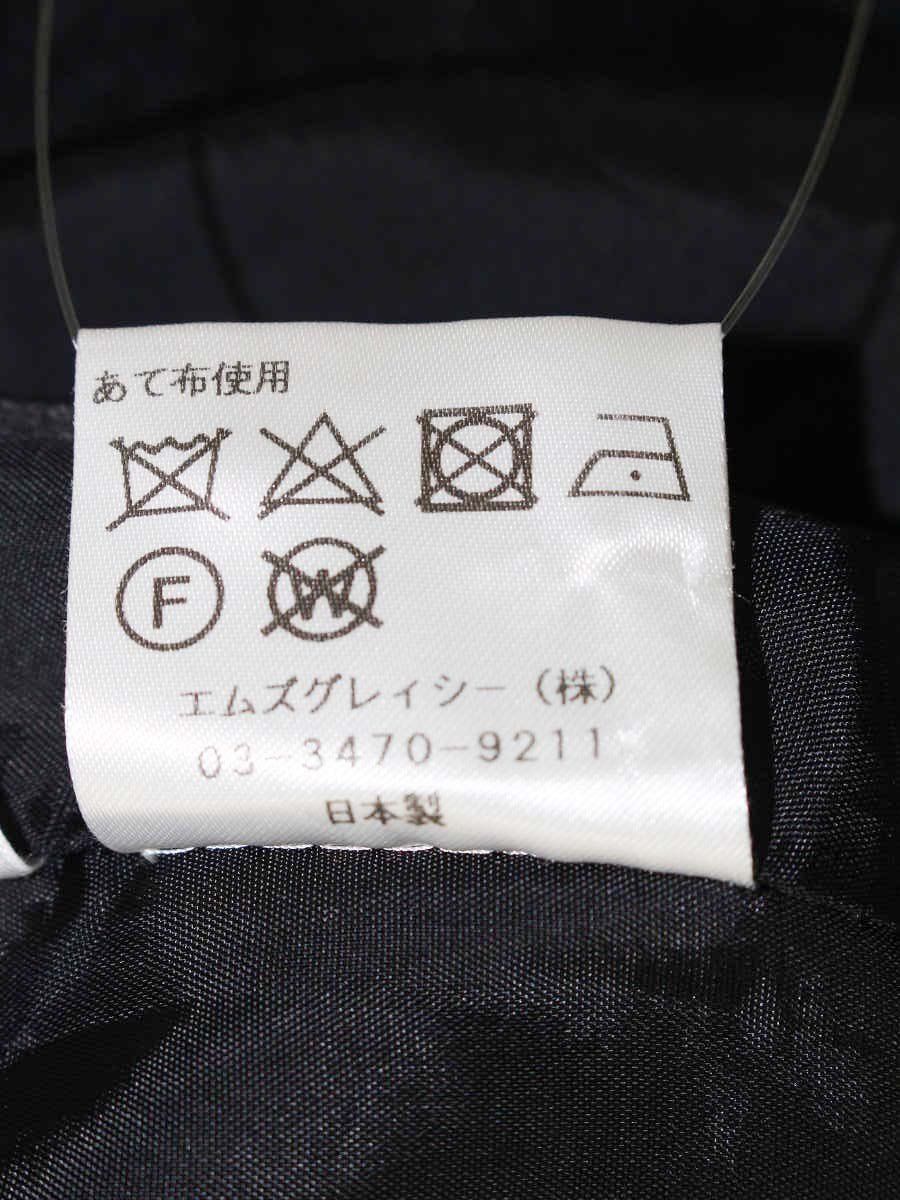 あて布使用
F
W
エムズグレイシー（株）
03-3470-9211
日本製